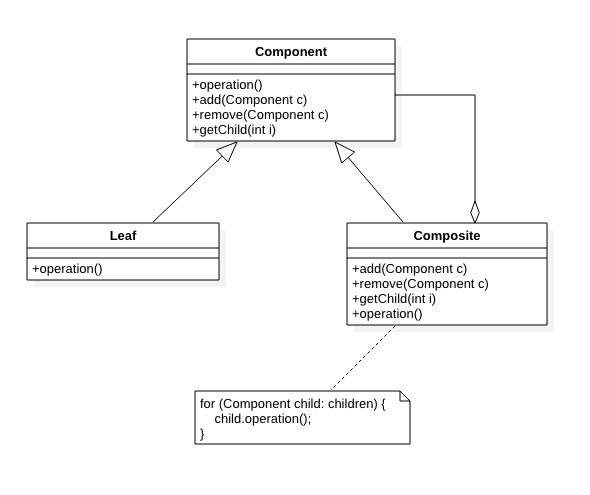 Component
+operation()
+add(Component c)
+remove(Component c)
+getChild(int i)
Leaf
+operation()
Composite
+add(Component c)
+remove(Component c)
+getChild(int i)
+operation()
for (Component child: children) {
    child.operation();
}